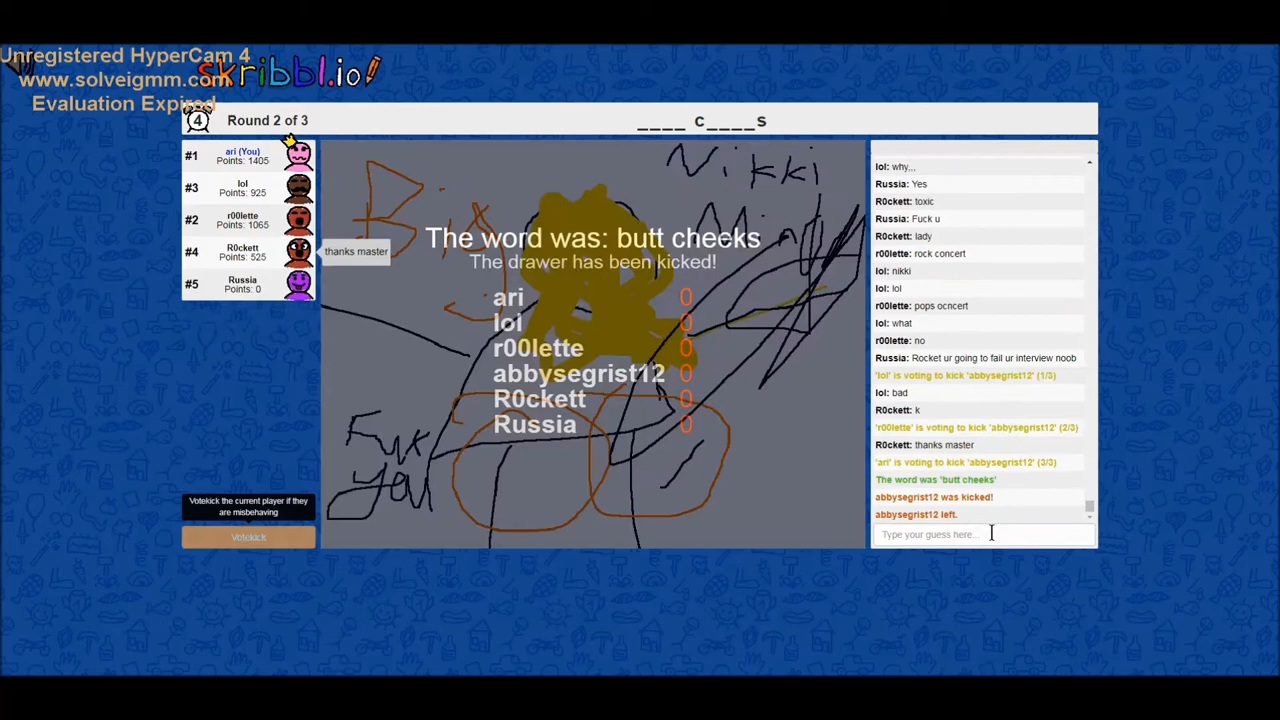 Unregistered HyperCam 4
www.solveigmm.com
Evaluation Expired
skribbl.io
4
Round 2 of 3
____ c____s
#1
ari (You)
Points: 1405
#3
lol
Points: 925
#2
r00lette
Points: 1065
#4
R0ckett
Points: 525
thanks master
#5
Russia
Points: 0
Votekick the current player if they
are misbehaving
Votekick
Nikki
Big
Fuk
you
The word was: butt cheeks
The drawer has been kicked!
ari 0
lol 0
r00lette 0
abbysegrist12 0
R0ckett 0
Russia 0
lol: why...
Russia: Yes
R0ckett: toxic
Russia: Fuck u
R0ckett: lady
r00lette: rock concert
lol: nikki
lol: lol
r00lette: pops ocncert
lol: what
r00lette: no
Russia: Rocket ur going to fail ur interview noob
'lol' is voting to kick 'abbysegrist12' (1/3)
lol: bad
R0ckett: k
'r00lette' is voting to kick 'abbysegrist12' (2/3)
R0ckett: thanks master
'ari' is voting to kick 'abbysegrist12' (3/3)
The word was 'butt cheeks'
abbysegrist12 was kicked!
abbysegrist12 left.
Type your guess here...